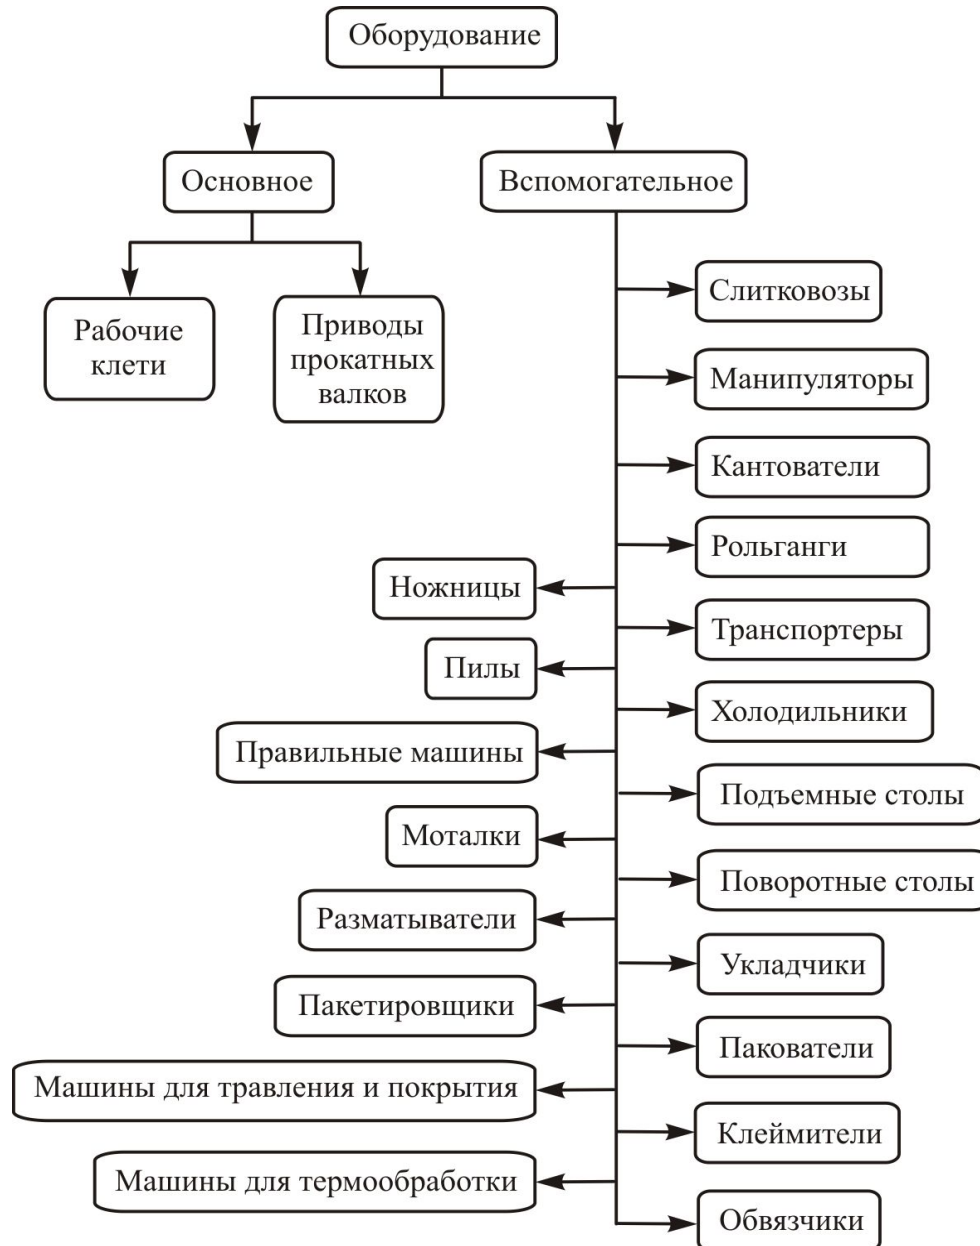 Оборудование
Основное
Вспомогательное
Рабочие
клети
Приводы
прокатных
валков
Слитковозы
Манипуляторы
Кантователи
Рольганги
Транспортеры
Холодильники
Подъемные столы
Поворотные столы
Укладчики
Пакователи
Клеймители
Обвязчики
Ножницы
Пилы
Правильные машины
Моталки
Разматыватели
Пакетировщики
Машины для травления и покрытия
Машины для термообработки